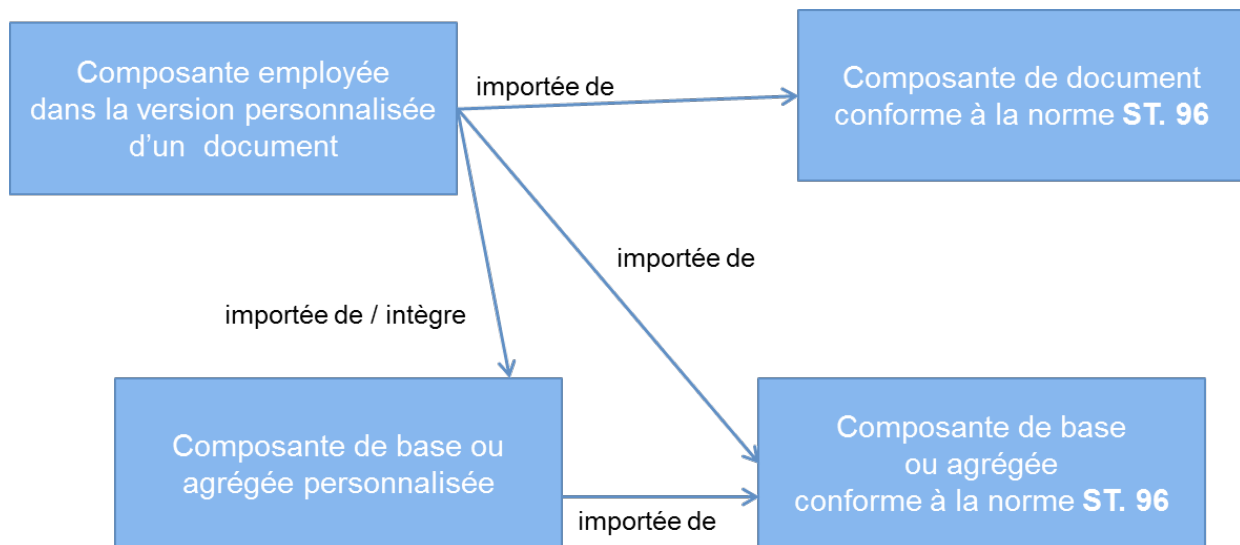 Composante employée
dans la version personnalisée
d'un document
importée de
Composante de document
conforme à la norme ST. 96
importée de
importée de / intègre
Composante de base ou
agrégée personnalisée
importée de
Composante de base
ou agrégée
conforme à la norme ST. 96